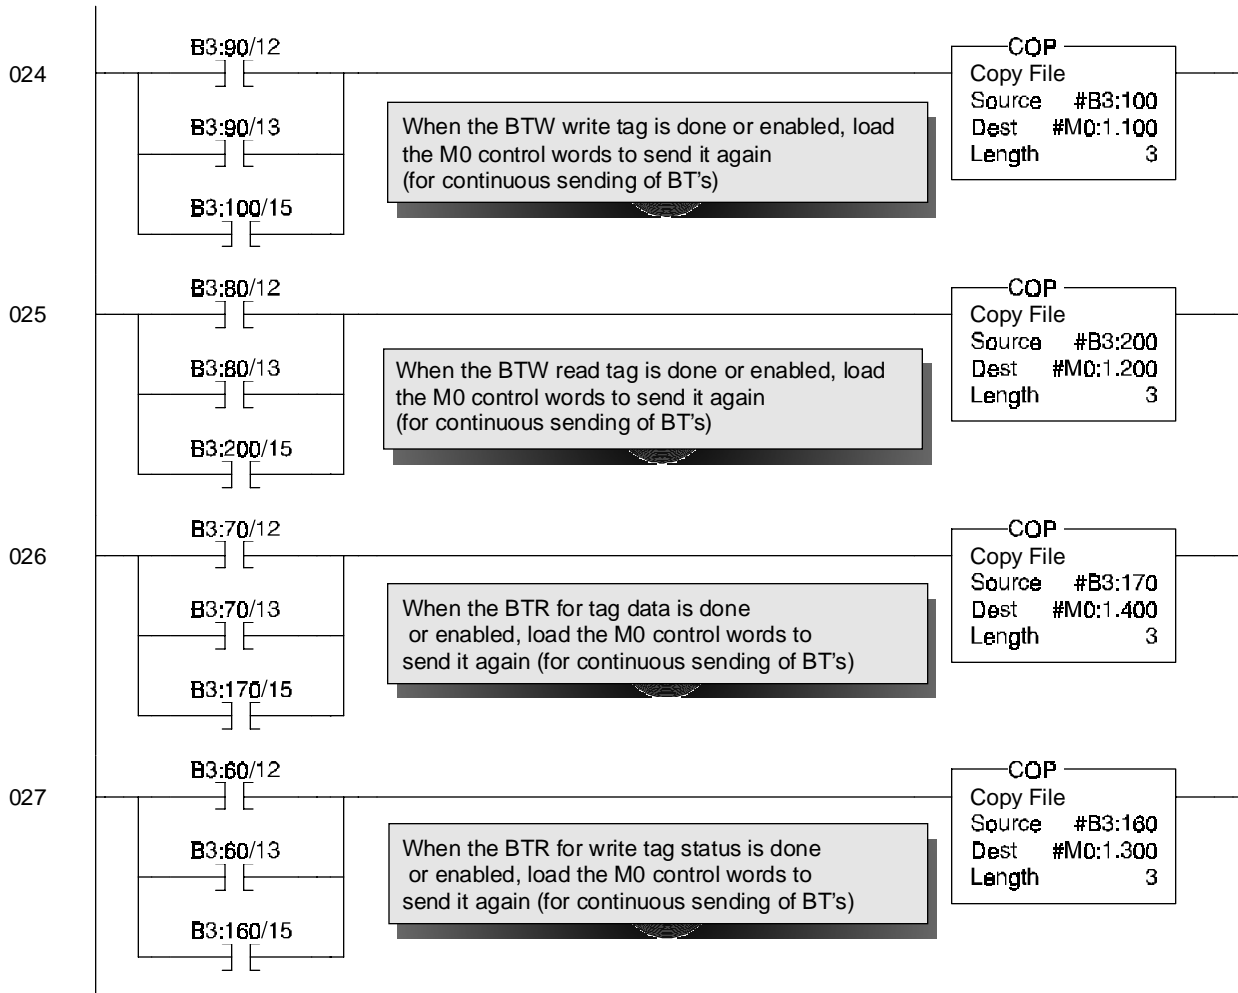 B3:90/12
024
COP
Copy File
Source #B3:100
Dest #M0:1.100
Length 3
B3:90/13
When the BTW write tag is done or enabled, load
the M0 control words to send it again
(for continuous sending of BT's)
B3:100/15
B3:80/12
025
COP
Copy File
Source #B3:200
Dest #M0:1.200
Length 3
B3:80/13
When the BTW read tag is done or enabled, load
the M0 control words to send it again
(for continuous sending of BT's)
B3:200/15
B3:70/12
026
COP
Copy File
Source #B3:170
Dest #M0:1.400
Length 3
B3:70/13
When the BTR for tag data is done
or enabled, load the M0 control words to
send it again (for continuous sending of BT's)
B3:170/15
B3:60/12
027
COP
Copy File
Source #B3:160
Dest #M0:1.300
Length 3
B3:60/13
When the BTR for write tag status is done
or enabled, load the M0 control words to
send it again (for continuous sending of BT's)
B3:160/15